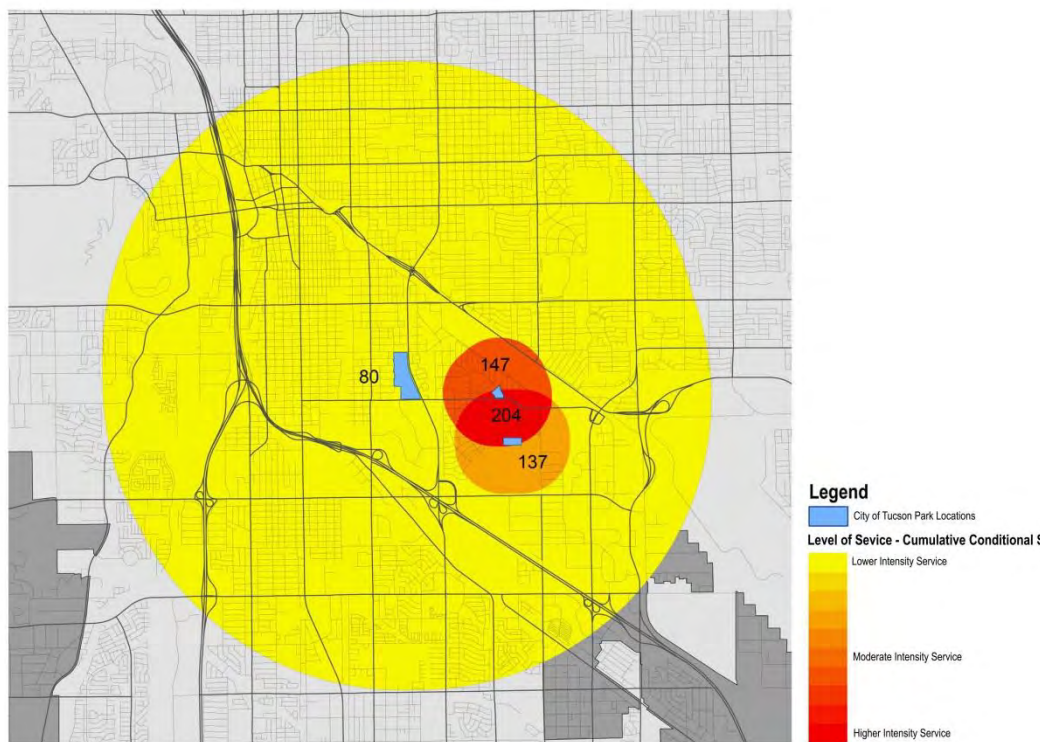 147
80
204
137
Legend
City of Tucson Park Locations
Level of Sevice - Cumulative Conditional S
Lower Intensity Service
Moderate Intensity Service
Higher Intensity Service